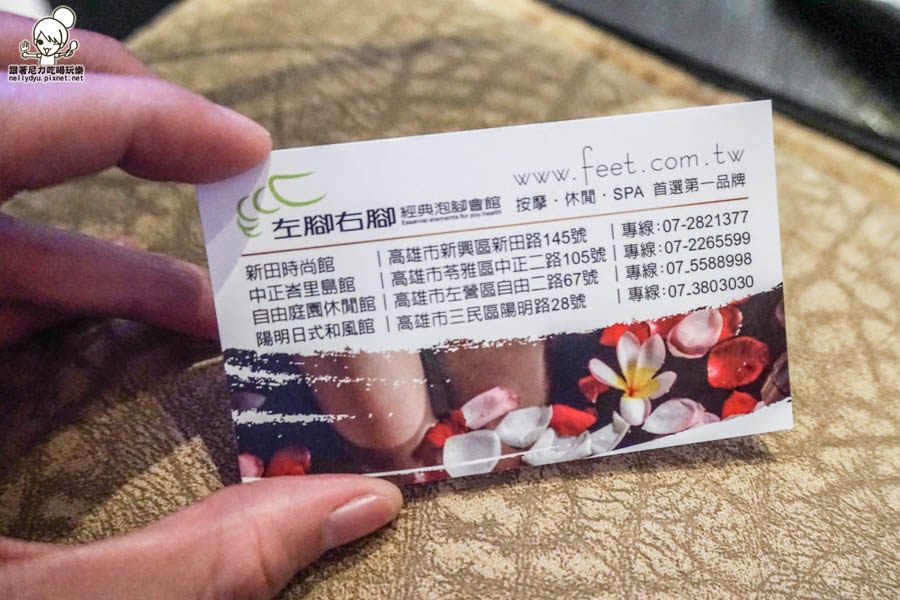 跟著尼力吃喝玩樂
nellydyu.pixnet.net
www.feet.com.tw
左腳右腳 經典泡腳會館 按摩・休閒・SPA 首選第一品牌
Essential elements for you health
新田時尚館 | 高雄市新興區新田路145號 | 專線:07-2821377
中正峇里島館 | 高雄市苓雅區中正二路105號 | 專線:07-2265599
自由庭園休閒館 | 高雄市左營區自由二路67號 | 專線:07-5588998
陽明日式和風館 | 高雄市三民區陽明路28號 | 專線:07-3803030